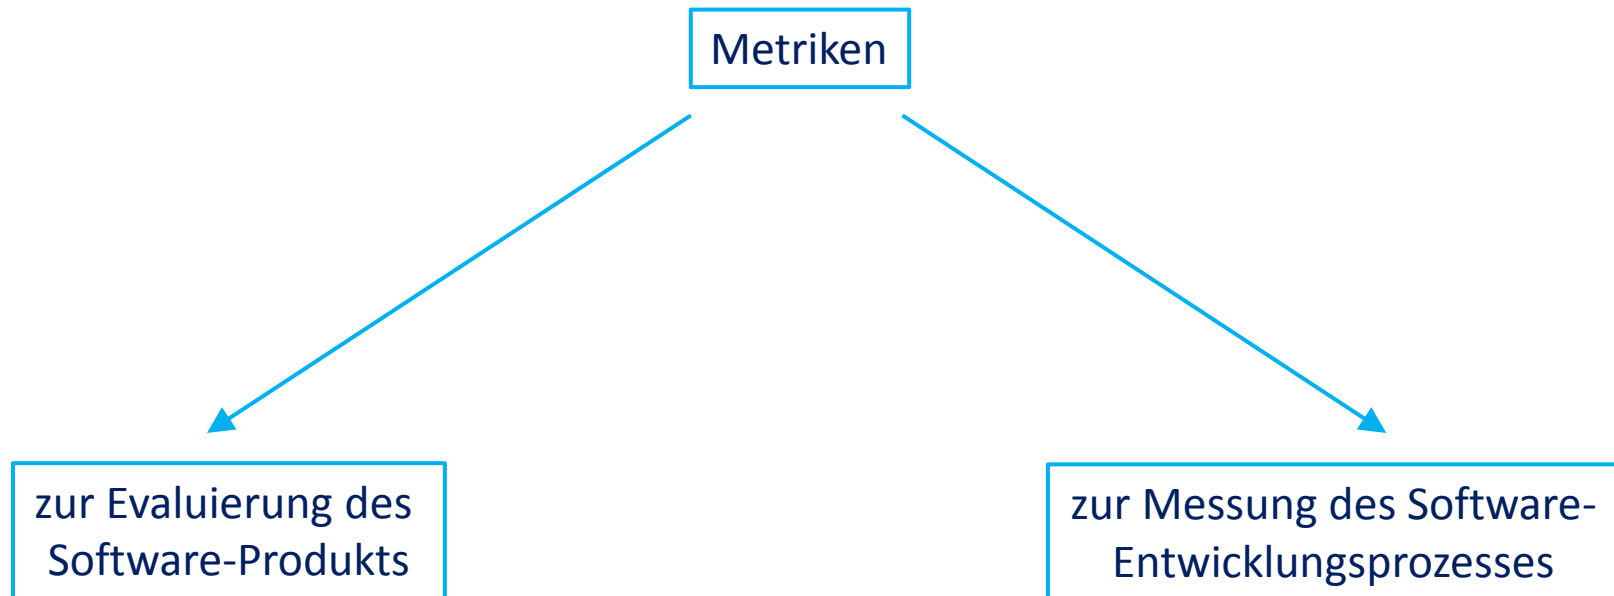 Metriken
zur Evaluierung des
Software-Produkts
zur Messung des Software-
Entwicklungsprozesses